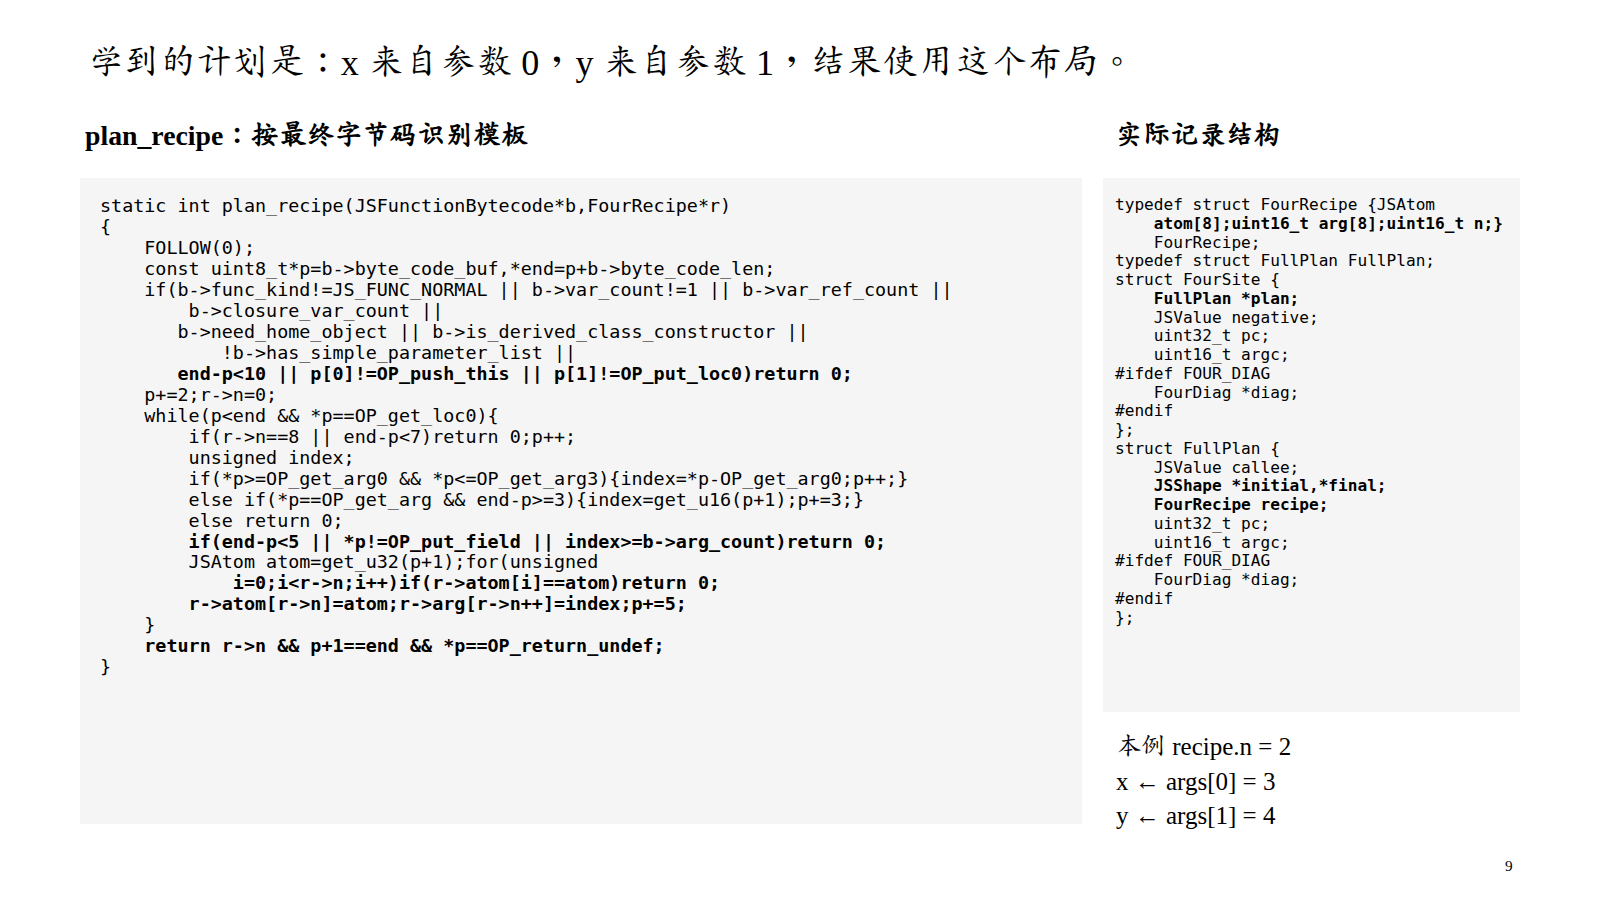 学到的计划是：x 来自参数 0，y 来自参数 1，结果使用这个布局。
plan_recipe：按最终字节码识别模板
static int plan_recipe(JSFunctionBytecode*b,FourRecipe*r)
{
    FOLLOW(0);
    const uint8_t*p=b->byte_code_buf,*end=p+b->byte_code_len;
    if(b->func_kind!=JS_FUNC_NORMAL || b->var_count!=1 || b->var_ref_count ||
        b->closure_var_count ||
       b->need_home_object || b->is_derived_class_constructor ||
           !b->has_simple_parameter_list ||
       end-p<10 || p[0]!=OP_push_this || p[1]!=OP_put_loc0)return 0;
    p+=2;r->n=0;
    while(p<end && *p==OP_get_loc0){
        if(r->n==8 || end-p<7)return 0;p++;
        unsigned index;
        if(*p>=OP_get_arg0 && *p<=OP_get_arg3){index=*p-OP_get_arg0;p++;}
        else if(*p==OP_get_arg && end-p>=3){index=get_u16(p+1);p+=3;}
        else return 0;
        if(end-p<5 || *p!=OP_put_field || index>=b->arg_count)return 0;
        JSAtom atom=get_u32(p+1);for(unsigned
            i=0;i<r->n;i++)if(r->atom[i]==atom)return 0;
        r->atom[r->n]=atom;r->arg[r->n++]=index;p+=5;
    }
    return r->n && p+1==end && *p==OP_return_undef;
}
实际记录结构
typedef struct FourRecipe {JSAtom
    atom[8];uint16_t arg[8];uint16_t n;}
    FourRecipe;
typedef struct FullPlan FullPlan;
struct FourSite {
    FullPlan *plan;
    JSValue negative;
    uint32_t pc;
    uint16_t argc;
#ifdef FOUR_DIAG
    FourDiag *diag;
#endif
};
struct FullPlan {
    JSValue callee;
    JSShape *initial,*final;
    FourRecipe recipe;
    uint32_t pc;
    uint16_t argc;
#ifdef FOUR_DIAG
    FourDiag *diag;
#endif
};
本例 recipe.n = 2
x ← args[0] = 3
y ← args[1] = 4
9